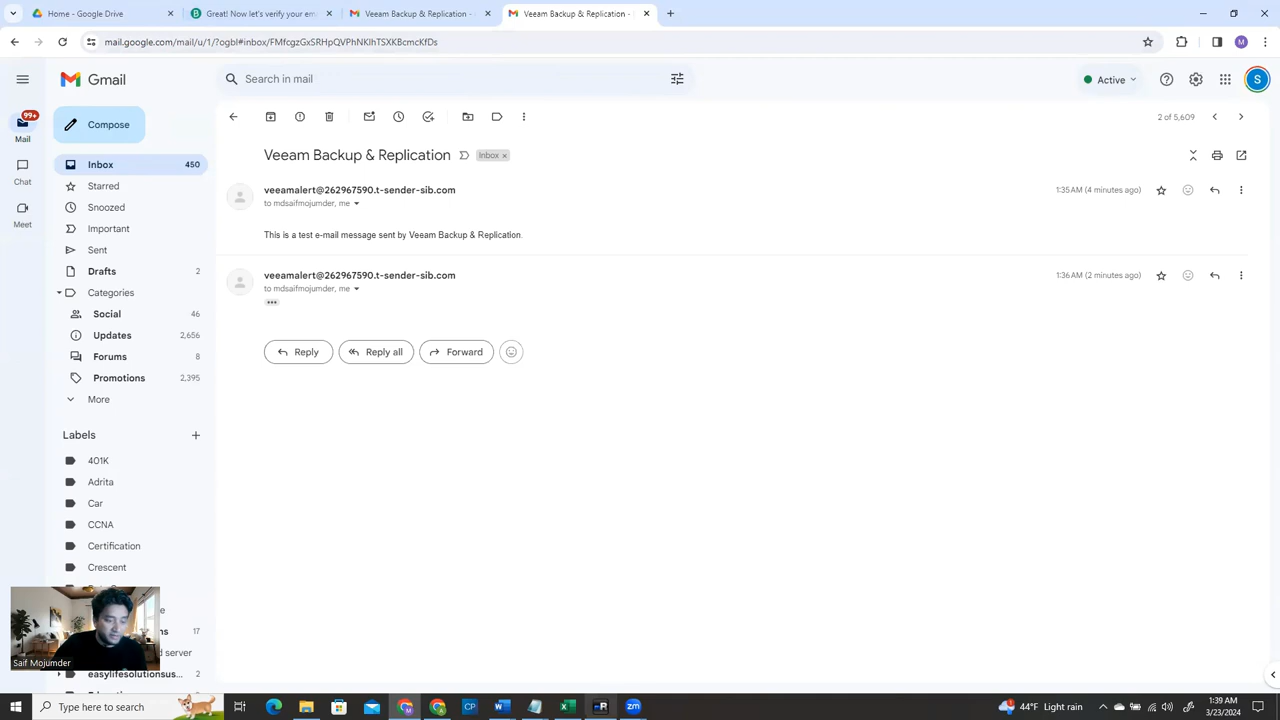 Home - Google Drive
Great! Now let's verify your email
Veeam Backup & Replication -
Veeam Backup & Replication -
mail.google.com/mail/u/1/?ogbl#inbox/FMfcgzGxSRHpQVPhNKlhTSXKBcmcKfDs
M
Gmail
Search in mail
Active
S
99+
Mail
Chat
Meet
Compose
Inbox 450
Starred
Snoozed
Important
Sent
Drafts 2
Categories
Social 46
Updates 2,656
Forums 8
Promotions 2,395
More
Labels
401K
Adrita
Car
CCNA
Certification
Crescent
17
d server
easylifesolutionsus... 2
2 of 5,609
Veeam Backup & Replication Inbox x
veeamalert@262967590.t-sender-sib.com 1:35 AM (4 minutes ago)
to mdsaifmojumder, me
This is a test e-mail message sent by Veeam Backup & Replication.
veeamalert@262967590.t-sender-sib.com 1:36 AM (2 minutes ago)
to mdsaifmojumder, me
Reply
Reply all
Forward
Saif Mojumder
Type here to search
44°F Light rain
1:39 AM
3/23/2024